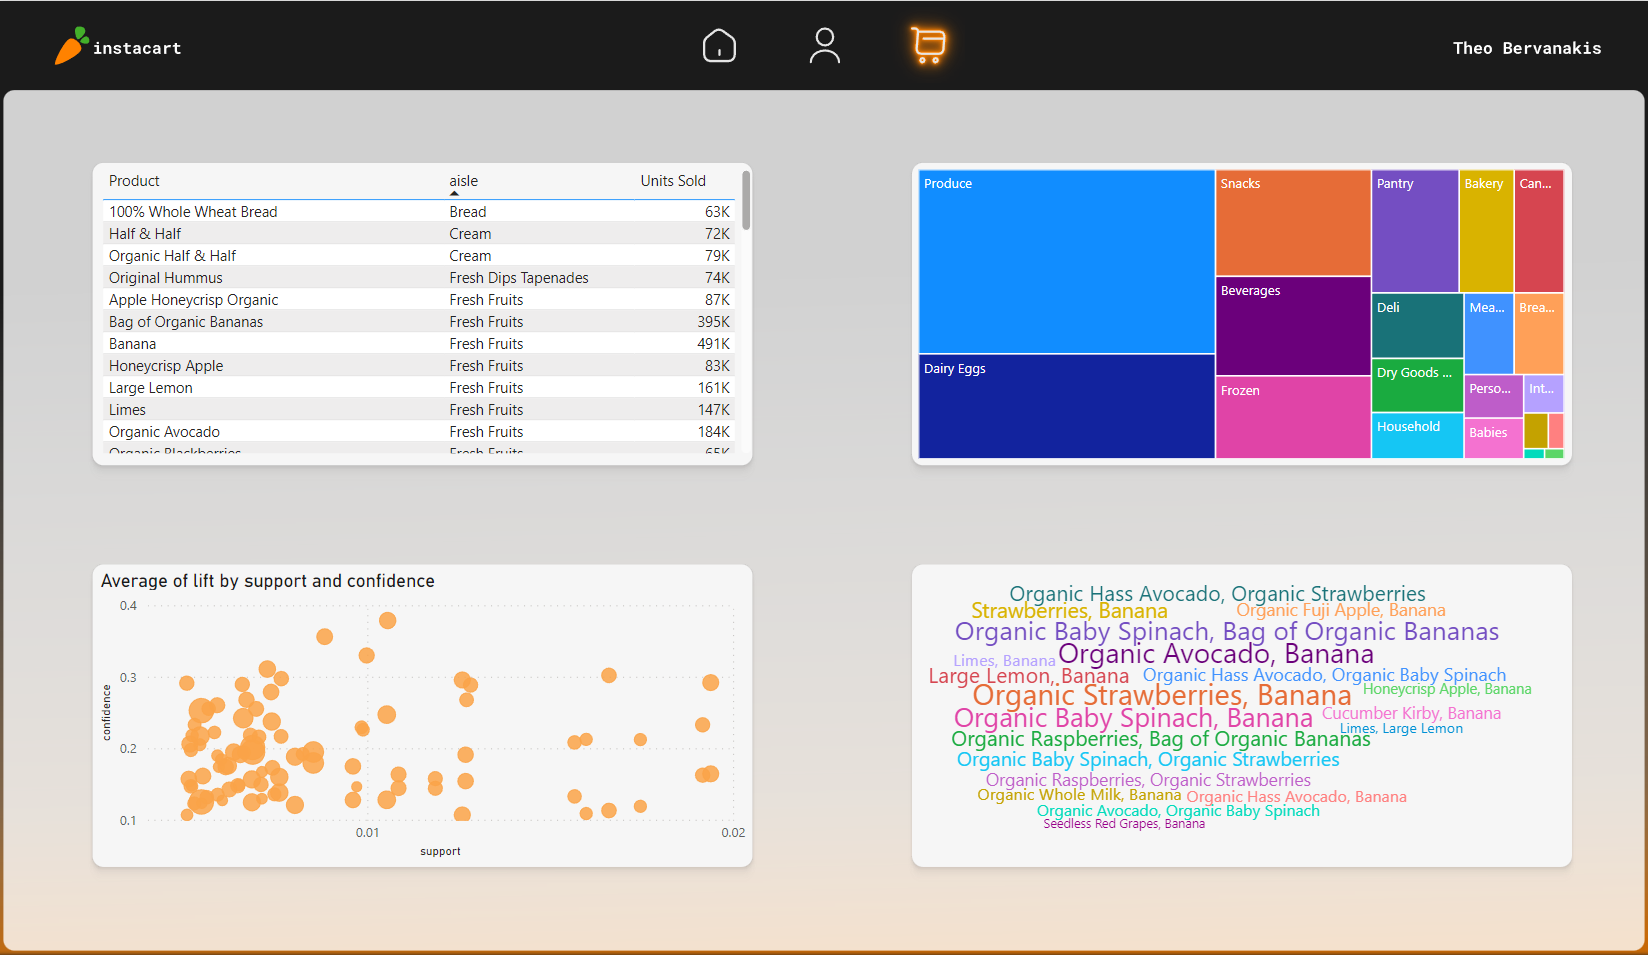 instacart
Theo Bervanakis
Product aisle Units Sold
100% Whole Wheat Bread Bread 63K
Half & Half Cream 72K
Organic Half & Half Cream 79K
Original Hummus Fresh Dips Tapenades 74K
Apple Honeycrisp Organic Fresh Fruits 87K
Bag of Organic Bananas Fresh Fruits 395K
Banana Fresh Fruits 491K
Honeycrisp Apple Fresh Fruits 83K
Large Lemon Fresh Fruits 161K
Limes Fresh Fruits 147K
Organic Avocado Fresh Fruits 184K
Organic Blackberries Fresh Fruits 65K
Produce
Dairy Eggs
Snacks
Beverages
Frozen
Pantry
Bakery
Can...
Deli
Mea...
Brea...
Dry Goods ...
Perso...
Int...
Household
Babies
Average of lift by support and confidence
0.4
0.3
0.2
0.1
confidence
0.01
0.02
support
Organic Hass Avocado, Organic Strawberries
Strawberries, Banana
Organic Fuji Apple, Banana
Organic Baby Spinach, Bag of Organic Bananas
Organic Avocado, Banana
Limes, Banana
Large Lemon, Banana
Organic Hass Avocado, Organic Baby Spinach
Organic Strawberries, Banana
Honeycrisp Apple, Banana
Organic Baby Spinach, Banana
Cucumber Kirby, Banana
Limes, Large Lemon
Organic Raspberries, Bag of Organic Bananas
Organic Baby Spinach, Organic Strawberries
Organic Raspberries, Organic Strawberries
Organic Whole Milk, Banana
Organic Hass Avocado, Banana
Organic Avocado, Organic Baby Spinach
Seedless Red Grapes, Banana